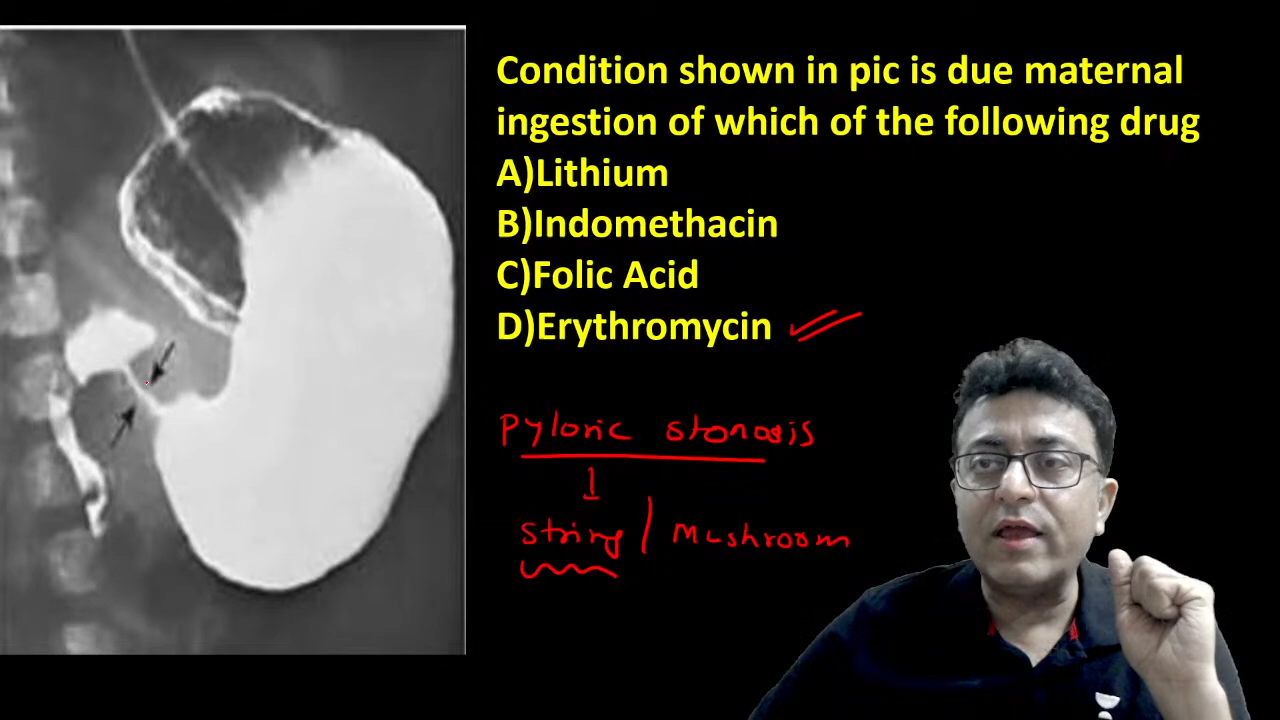 Condition shown in pic is due maternal
ingestion of which of the following drug
A)Lithium
B)Indomethacin
C)Folic Acid
D)Erythromycin
Pyloric stonosis
string / Mushroom